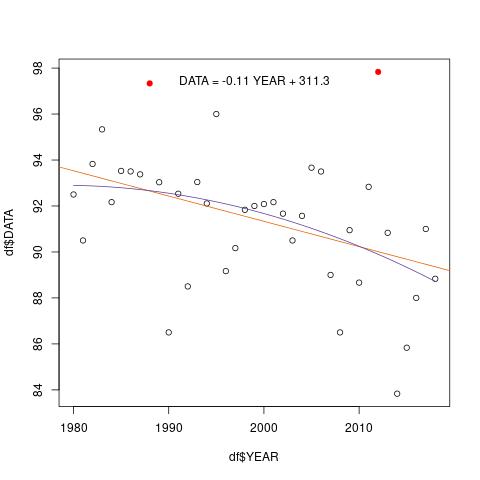 DATA = -0.11 YEAR + 311.3
98
96
94
92
90
88
86
84
df$DATA
1980 1990 2000 2010
df$YEAR